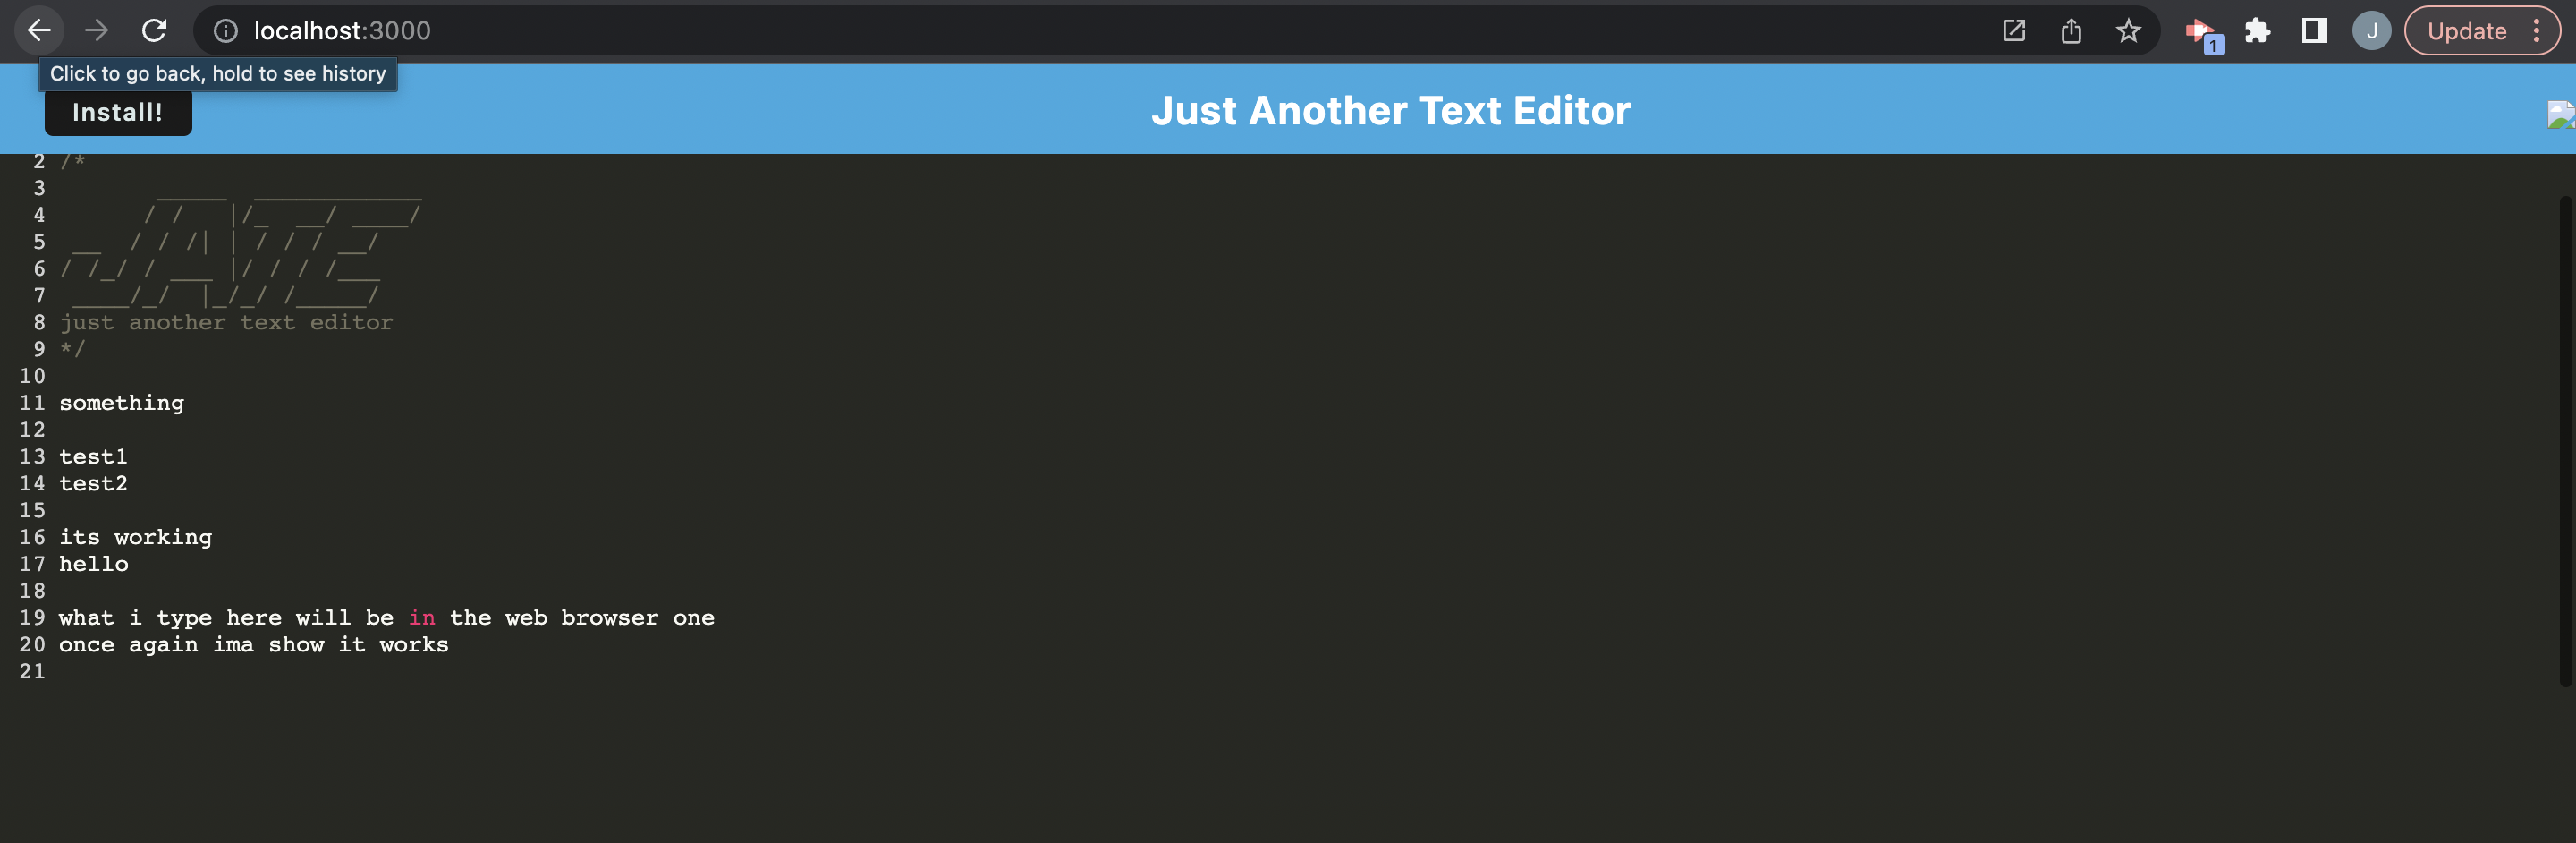 localhost:3000
1
J
Update
Click to go back, hold to see history
Install!
Just Another Text Editor
2 /*
3
4       / /   |/_  __/ ____/
5  __  / / /| | / / / __/
6 / /_/ / ___ |/ / / /___
7  ____/_/  |_/_/ /_____/
8 just another text editor
9 */
10
11 something
12
13 test1
14 test2
15
16 its working
17 hello
18
19 what i type here will be in the web browser one
20 once again ima show it works
21